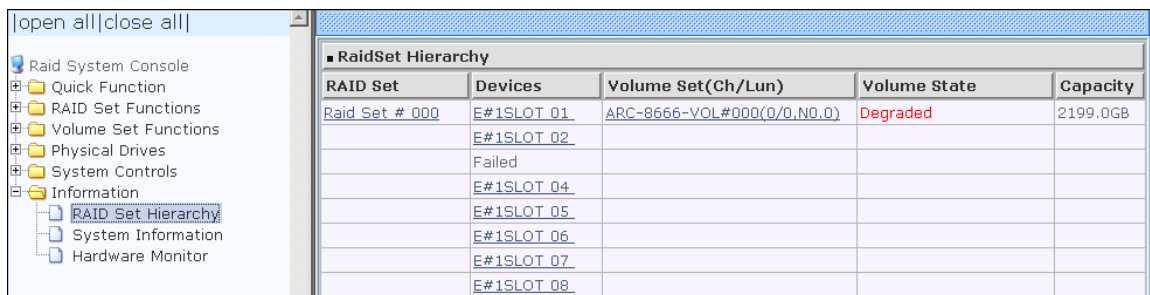 |open all|close all|
Raid System Console
Quick Function
RAID Set Functions
Volume Set Functions
Physical Drives
System Controls
Information
RAID Set Hierarchy
System Information
Hardware Monitor
RaidSet Hierarchy
RAID Set Devices Volume Set(Ch/Lun) Volume State Capacity
Raid Set # 000 E#1SLOT 01 ARC-8666-VOL#000(0/0,N0.0) Degraded 2199.0GB
E#1SLOT 02
Failed
E#1SLOT 04
E#1SLOT 05
E#1SLOT 06
E#1SLOT 07
E#1SLOT 08